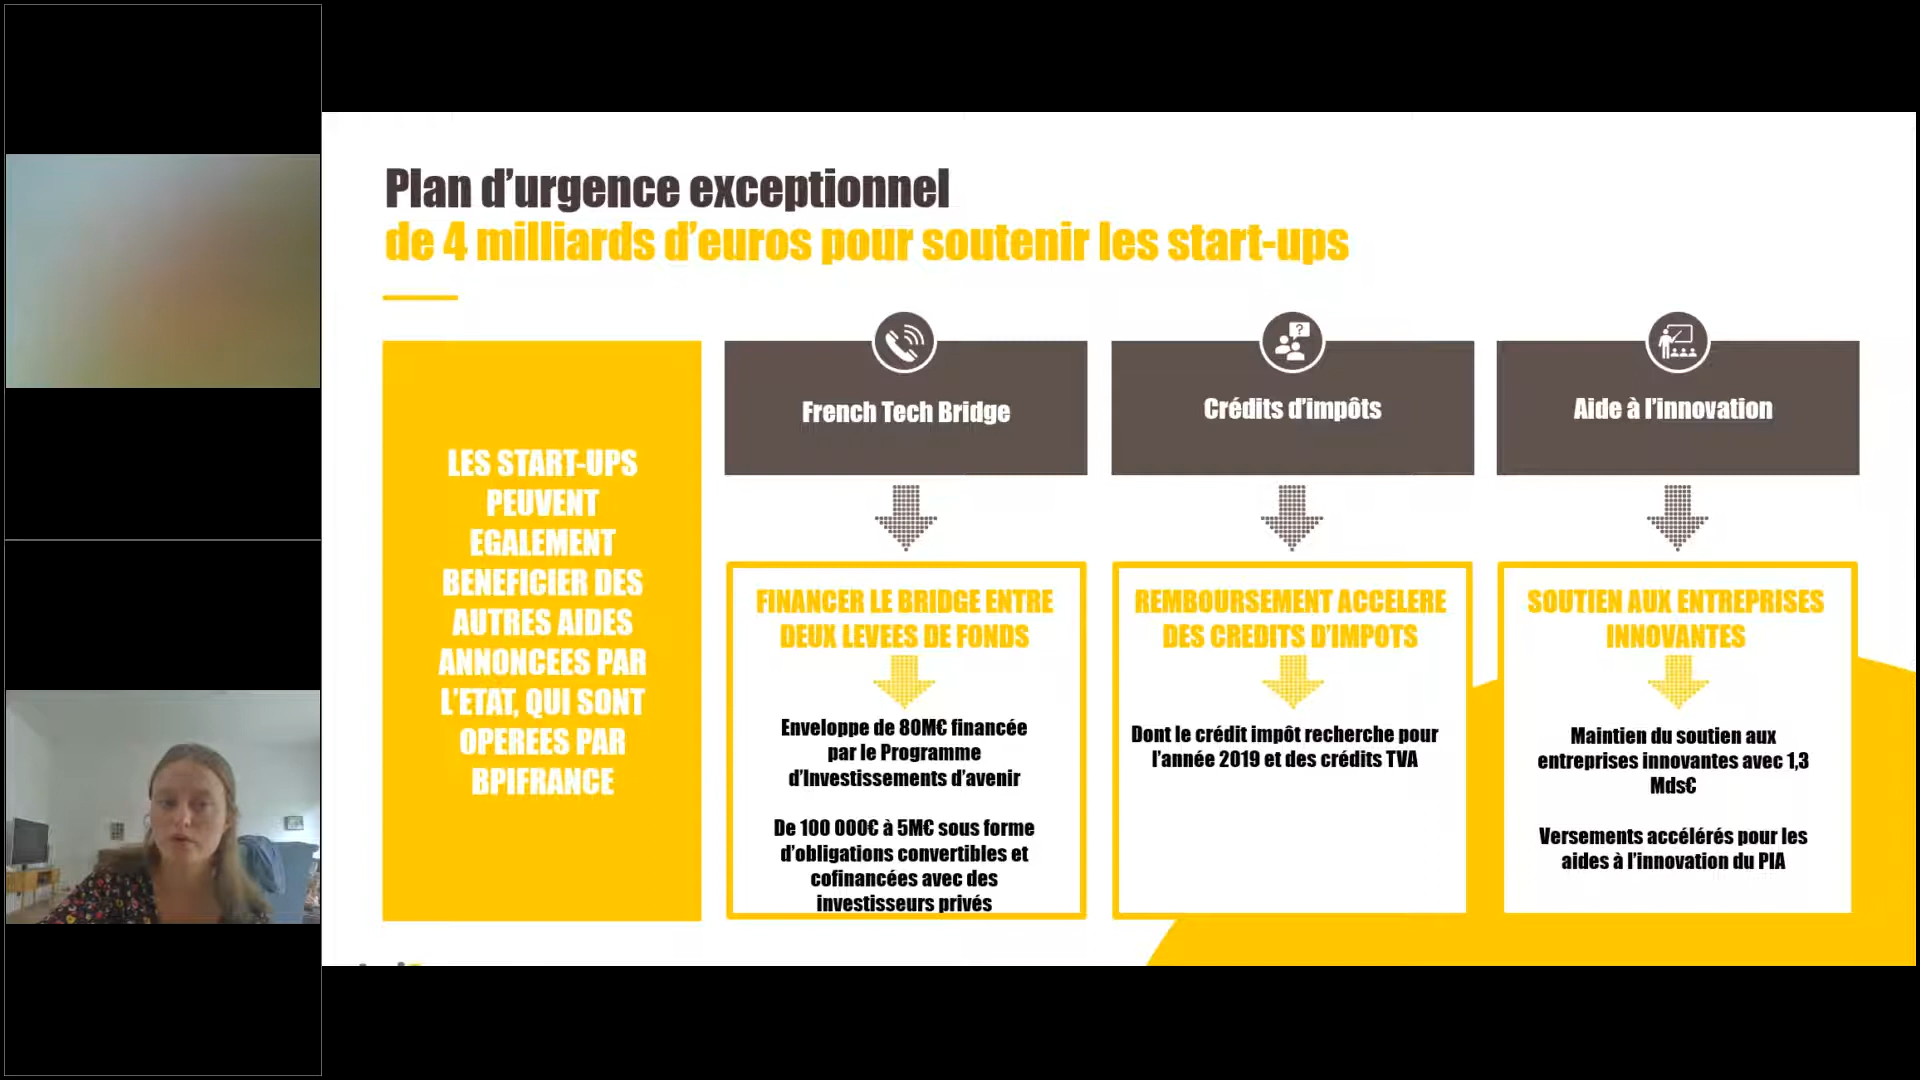 Plan d'urgence exceptionnel
de 4 milliards d'euros pour soutenir les start-ups
LES START-UPS
PEUVENT
EGALEMENT
BENEFICIER DES
AUTRES AIDES
ANNONCEES PAR
L'ETAT, QUI SONT
OPEREES PAR
BPIFRANCE
French Tech Bridge
FINANCER LE BRIDGE ENTRE
DEUX LEVEES DE FONDS
Enveloppe de 80M€ financée
par le Programme
d'Investissements d'avenir
De 100 000€ à 5M€ sous forme
d'obligations convertibles et
cofinancées avec des
investisseurs privés
Crédits d'impôts
?
REMBOURSEMENT ACCELERE
DES CREDITS D'IMPOTS
Dont le crédit impôt recherche pour
l'année 2019 et des crédits TVA
Aide à l'innovation
SOUTIEN AUX ENTREPRISES
INNOVANTES
Maintien du soutien aux
entreprises innovantes avec 1,3
Mds€
Versements accélérés pour les
aides à l'innovation du PIA